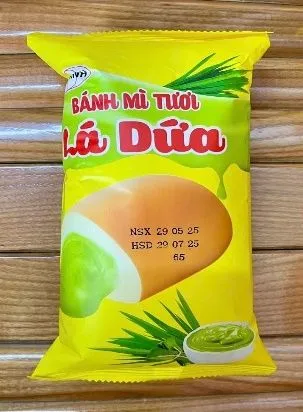 BÁNH MÌ TƯƠI
Lá Dứa
NSX 29 05 25
HSD 29 07 25
65